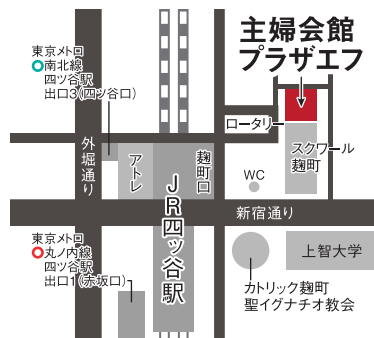 主婦会館
プラザエフ
東京メトロ
南北線
四ツ谷駅
出口3(四ツ谷口)
ロータリー
スクワール
麹町
外堀通り
アトレ
麹町口
WC
JR四ツ谷駅
新宿通り
東京メトロ
丸ノ内線
四ツ谷駅
出口1(赤坂口)
上智大学
カトリック麹町
聖イグナチオ教会